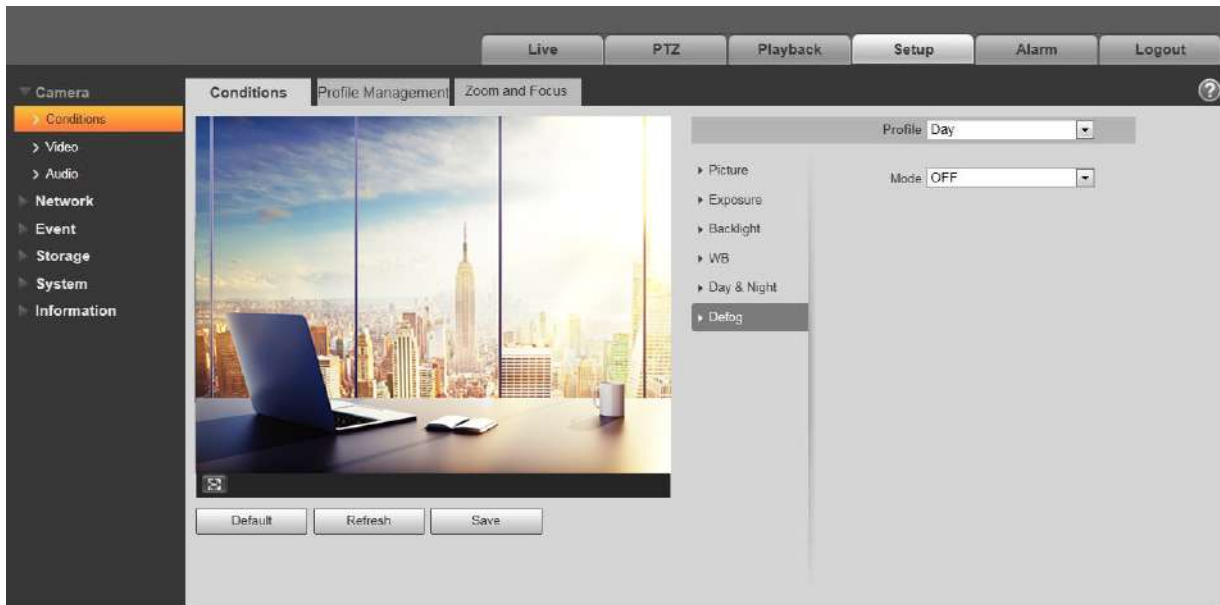 Live PTZ Playback Setup Alarm Logout
Camera
Conditions
Video
Audio
Network
Event
Storage
System
Information
Conditions Profile Management Zoom and Focus
Profile Day
Picture
Exposure
Backlight
WB
Day & Night
Defog
Mode OFF
Default Refresh Save